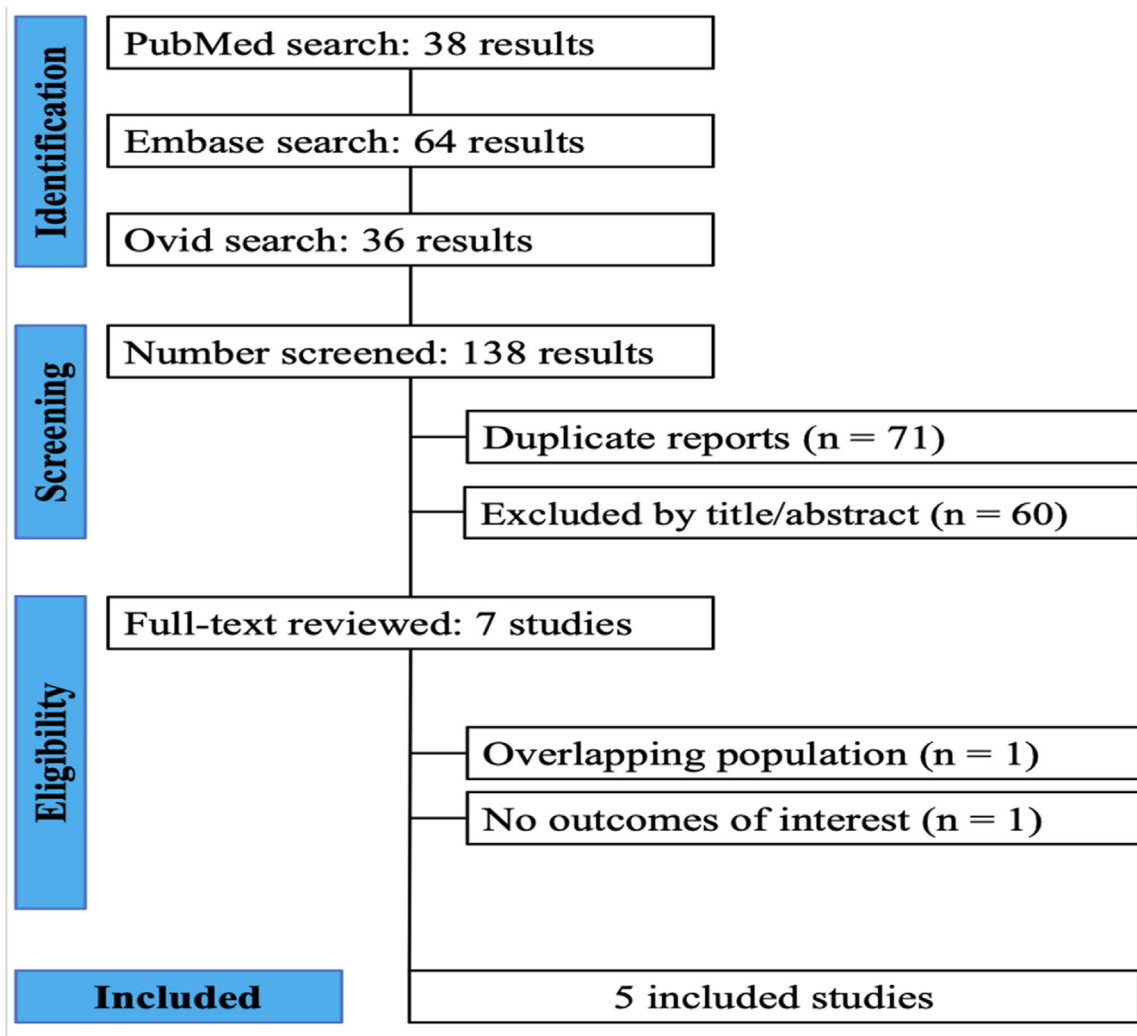 Identification
PubMed search: 38 results
Embase search: 64 results
Ovid search: 36 results
Screening
Number screened: 138 results
Duplicate reports (n = 71)
Excluded by title/abstract (n = 60)
Eligibility
Full-text reviewed: 7 studies
Overlapping population (n = 1)
No outcomes of interest (n = 1)
Included
5 included studies